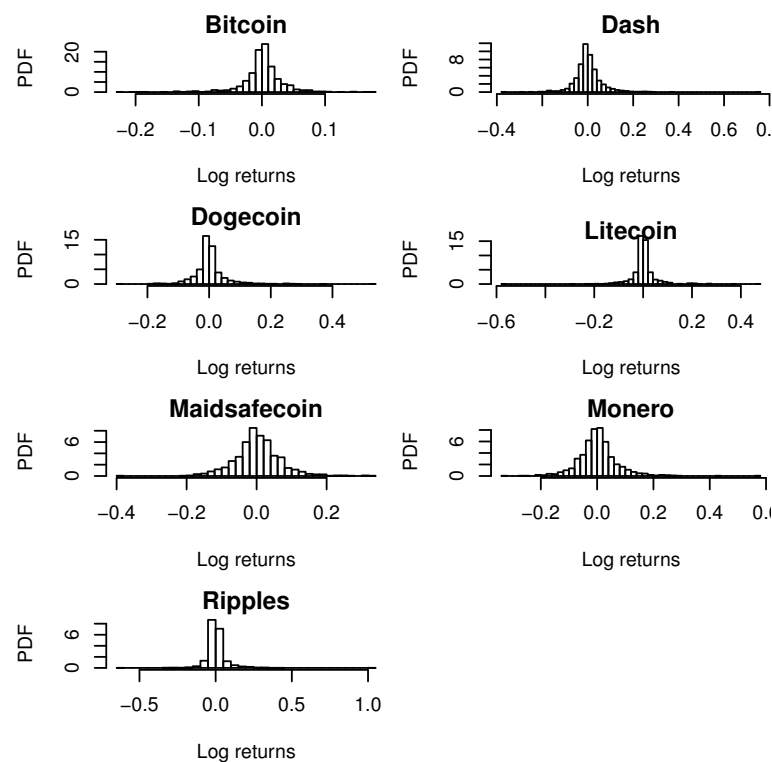 Bitcoin
PDF
0 20
−0.2 −0.1 0.0 0.1
Log returns
Dash
PDF
0 8
−0.4 0.0 0.2 0.4 0.6 0.
Log returns
Dogecoin
PDF
0 15
−0.2 0.0 0.2 0.4
Log returns
Litecoin
PDF
0 15
−0.6 −0.2 0.2 0.4
Log returns
Maidsafecoin
PDF
0 6
−0.4 −0.2 0.0 0.2
Log returns
Monero
PDF
0 6
−0.2 0.0 0.2 0.4
Log returns
Ripples
PDF
0 6
−0.5 0.0 0.5 1.0
Log returns